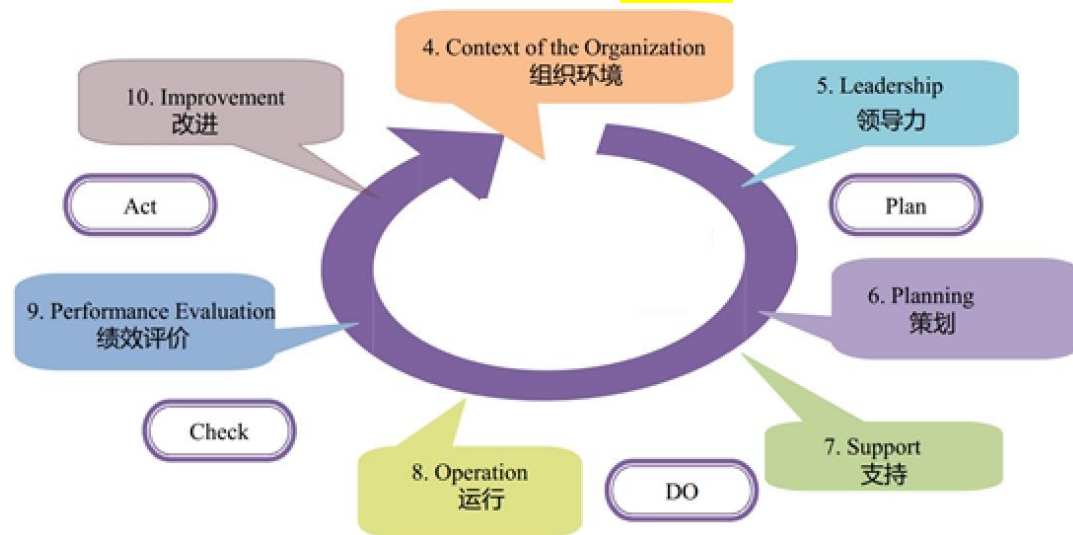 4. Context of the Organization
组织环境
5. Leadership
领导力
Plan
6. Planning
策划
7. Support
支持
DO
8. Operation
运行
Check
9. Performance Evaluation
绩效评价
Act
10. Improvement
改进